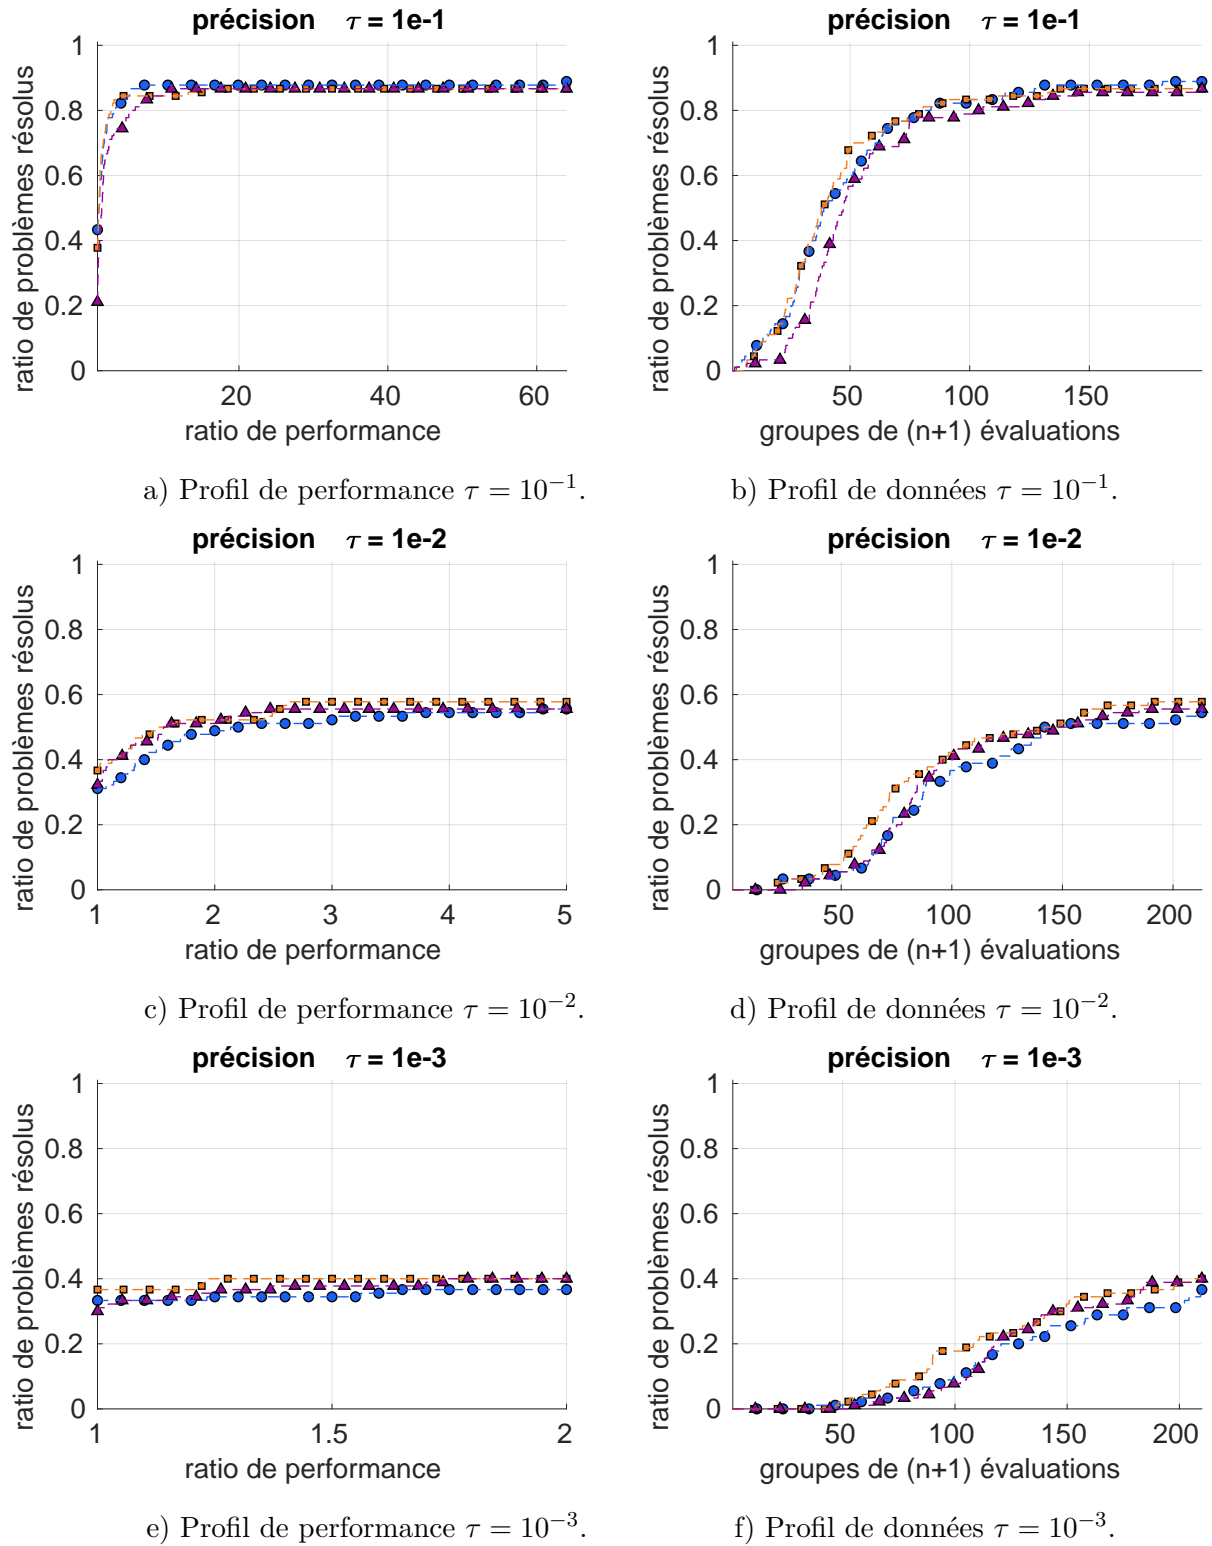 précision τ = 1e-1
1
0.8
0.6
0.4
0.2
0
ratio de problèmes résolus
20 40 60
ratio de performance
a) Profil de performance τ = 10⁻¹.
précision τ = 1e-1
1
0.8
0.6
0.4
0.2
0
ratio de problèmes résolus
50 100 150
groupes de (n+1) évaluations
b) Profil de données τ = 10⁻¹.
précision τ = 1e-2
1
0.8
0.6
0.4
0.2
0
ratio de problèmes résolus
1 2 3 4 5
ratio de performance
c) Profil de performance τ = 10⁻².
précision τ = 1e-2
1
0.8
0.6
0.4
0.2
0
ratio de problèmes résolus
50 100 150 200
groupes de (n+1) évaluations
d) Profil de données τ = 10⁻².
précision τ = 1e-3
1
0.8
0.6
0.4
0.2
0
ratio de problèmes résolus
1 1.5 2
ratio de performance
e) Profil de performance τ = 10⁻³.
précision τ = 1e-3
1
0.8
0.6
0.4
0.2
0
ratio de problèmes résolus
50 100 150 200
groupes de (n+1) évaluations
f) Profil de données τ = 10⁻³.